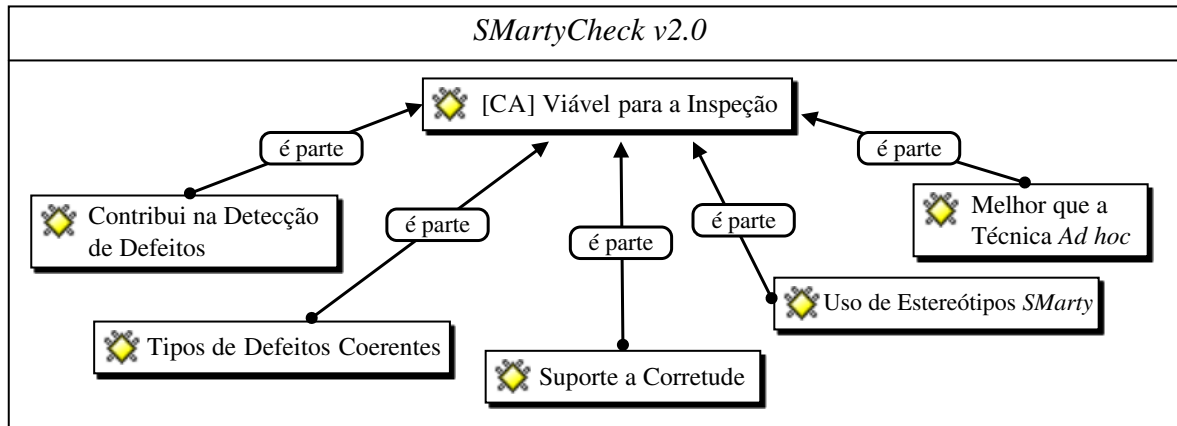 SMartyCheck v2.0
[CA] Viável para a Inspeção
é parte
é parte
Contribui na Detecção
de Defeitos
Melhor que a
Técnica Ad hoc
é parte
é parte
é parte
Uso de Estereótipos SMarty
Tipos de Defeitos Coerentes
Suporte a Corretude